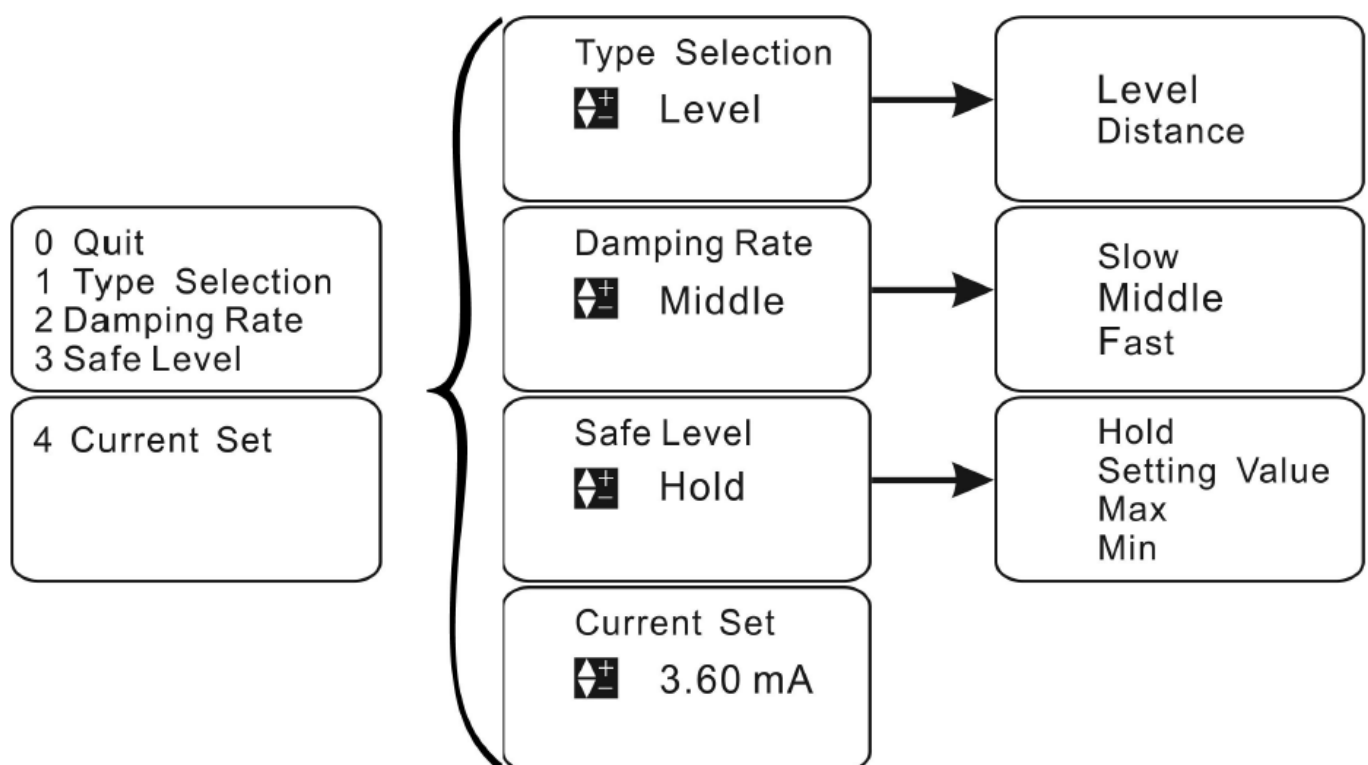 0 Quit
1 Type Selection
2 Damping Rate
3 Safe Level
4 Current Set
Type Selection
Level
Level
Distance
Damping Rate
Middle
Slow
Middle
Fast
Safe Level
Hold
Hold
Setting Value
Max
Min
Current Set
3.60 mA